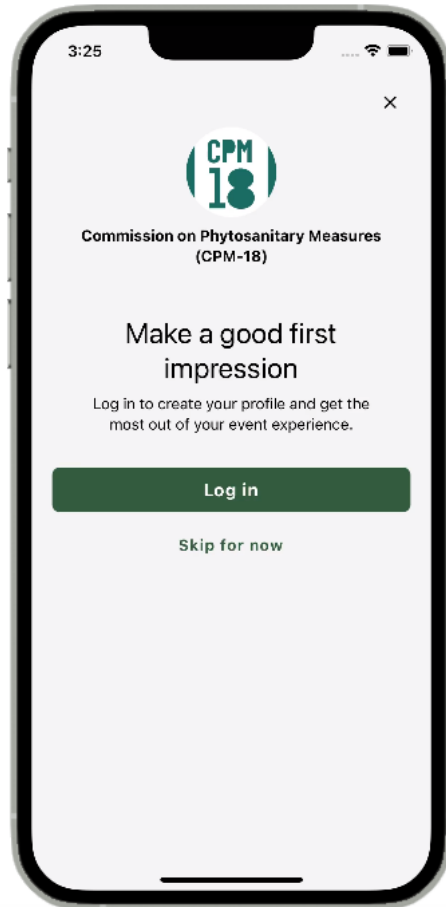 3:25
CPM
18
Commission on Phytosanitary Measures
(CPM-18)
Make a good first
impression
Log in to create your profile and get the
most out of your event experience.
Log in
Skip for now